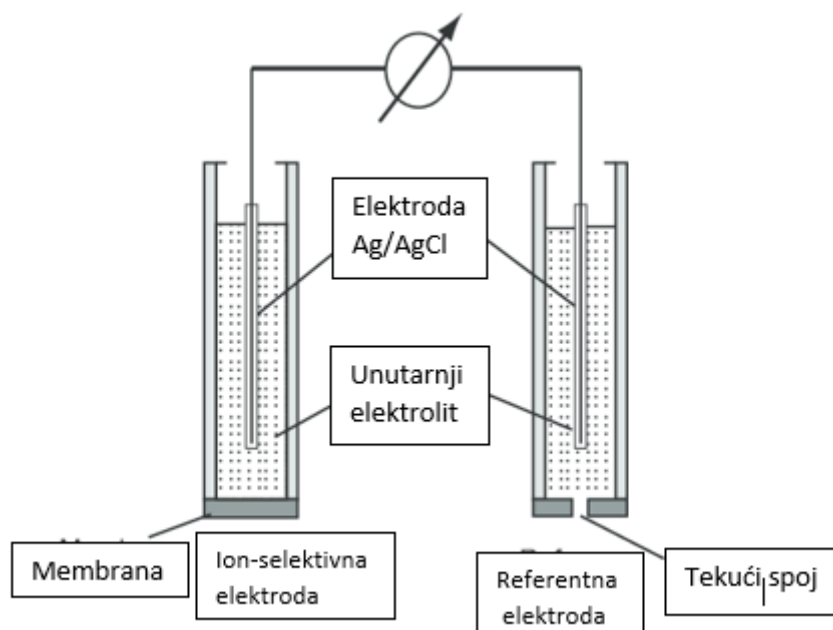 Elektroda
Ag/AgCl
Unutarnji
elektrolit
Membrana
Ion-selektivna
elektroda
Referentna
elektroda
Tekući spoj